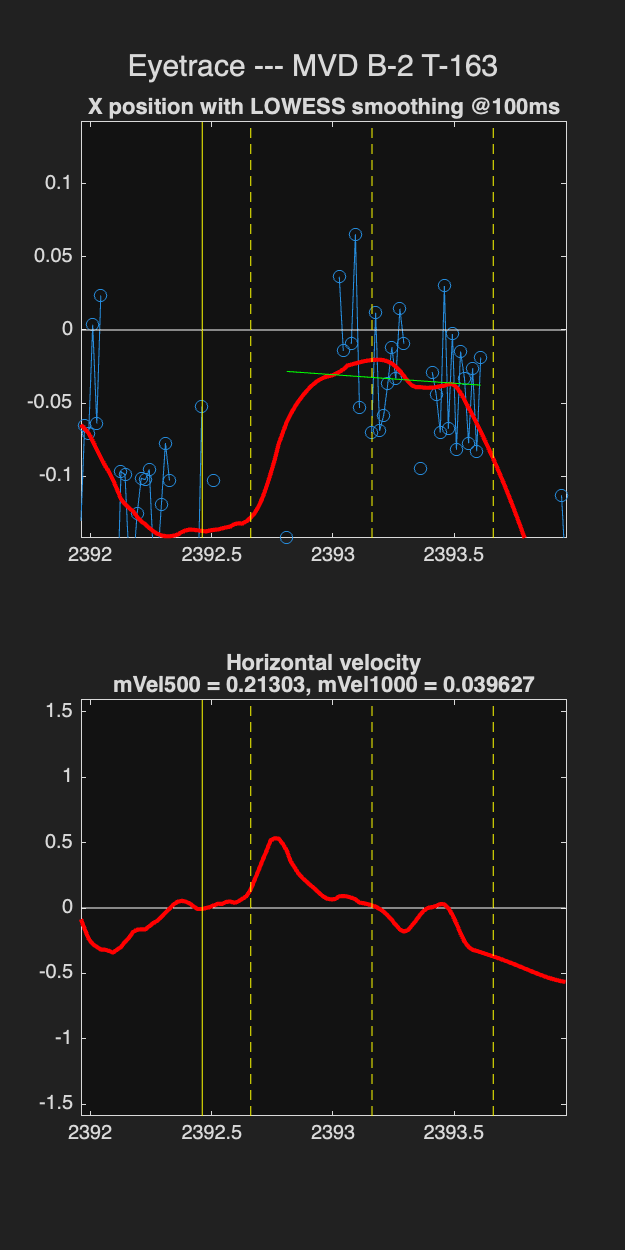 Eyetrace --- MVD B-2 T-163
X position with LOWESS smoothing @100ms
0.1
0.05
0
-0.05
-0.1
2392 2392.5 2393 2393.5
Horizontal velocity
mVel500 = 0.21303, mVel1000 = 0.039627
1.5
1
0.5
0
-0.5
-1
-1.5
2392 2392.5 2393 2393.5